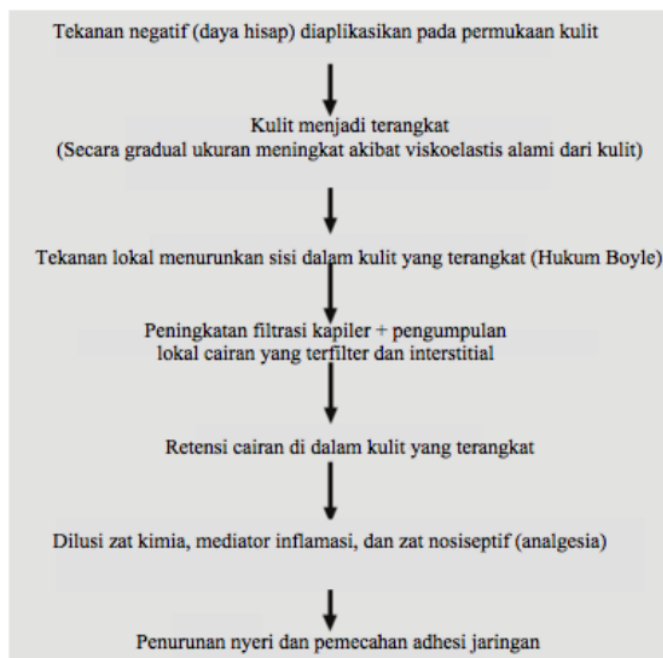 Tekanan negatif (daya hisap) diaplikasikan pada permukaan kulit
Kulit menjadi terangkat
(Secara gradual ukuran meningkat akibat viskoelastis alami dari kulit)
Tekanan lokal menurunkan sisi dalam kulit yang terangkat (Hukum Boyle)
Peningkatan filtrasi kapiler + pengumpulan
lokal cairan yang terfilter dan interstitial
Retensi cairan di dalam kulit yang terangkat
Dilusi zat kimia, mediator inflamasi, dan zat nosiseptif (analgesia)
Penurunan nyeri dan pemecahan adhesi jaringan